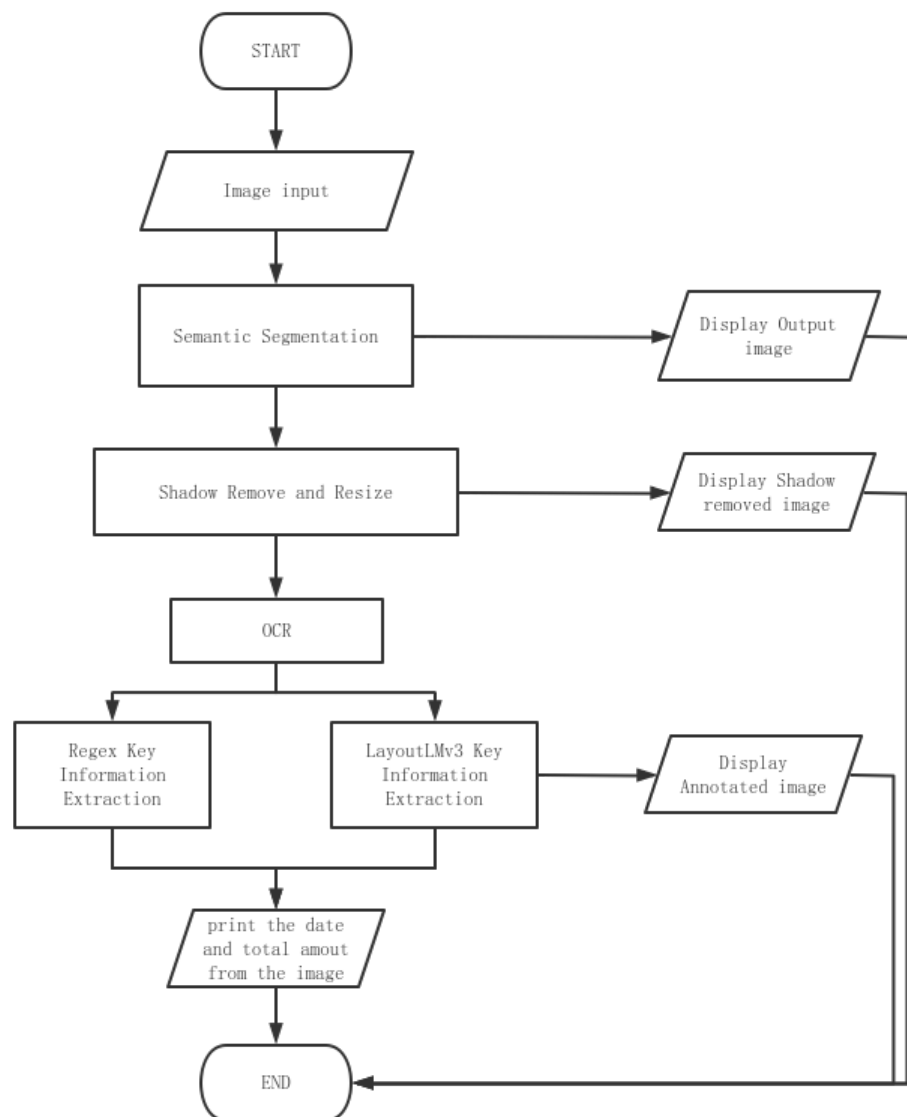 START
Image input
Semantic Segmentation
Display Output
image
Shadow Remove and Resize
Display Shadow
removed image
OCR
Regex Key
Information
Extraction
LayoutLMv3 Key
Information
Extraction
Display
Annotated image
print the date
and total amout
from the image
END